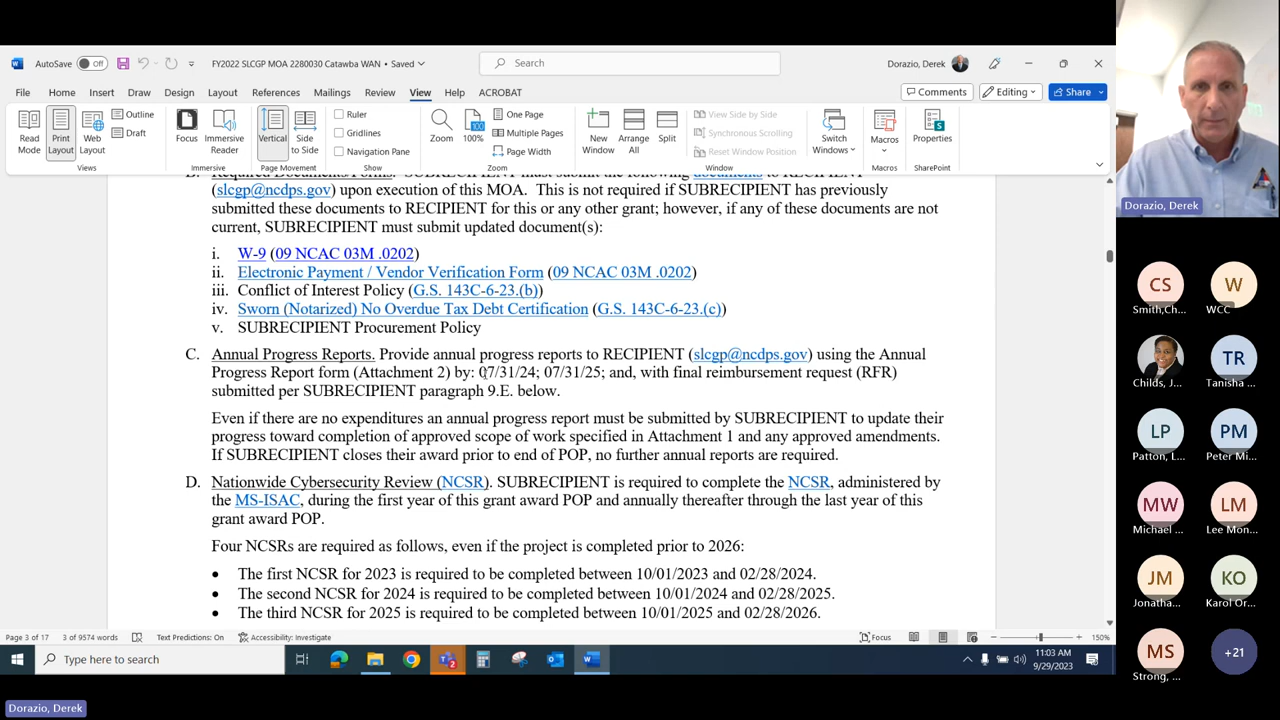 AutoSave Off FY2022 SLCGP MOA 2280030 Catawba WAN • Saved Search Dorazio, Derek
File Home Insert Draw Design Layout References Mailings Review View Help ACROBAT Comments Editing Share
Read Mode Print Layout Web Layout Outline Draft Focus Immersive Reader Vertical Side to Side Ruler Gridlines Navigation Pane Zoom 100% One Page Multiple Pages Page Width New Window Arrange All Split View Side by Side Synchronous Scrolling Reset Window Position Switch Windows Macros Properties
Views Immersive Page Movement Show Zoom Window Macros SharePoint
B. Required Documents/Forms. SUBRECIPIENT must submit the following documents to RECIPIENT
(slcgp@ncdps.gov) upon execution of this MOA. This is not required if SUBRECIPIENT has previously
submitted these documents to RECIPIENT for this or any other grant; however, if any of these documents are not
current, SUBRECIPIENT must submit updated document(s):
i. W-9 (09 NCAC 03M .0202)
ii. Electronic Payment / Vendor Verification Form (09 NCAC 03M .0202)
iii. Conflict of Interest Policy (G.S. 143C-6-23.(b))
iv. Sworn (Notarized) No Overdue Tax Debt Certification (G.S. 143C-6-23.(c))
v. SUBRECIPIENT Procurement Policy
C. Annual Progress Reports. Provide annual progress reports to RECIPIENT (slcgp@ncdps.gov) using the Annual
Progress Report form (Attachment 2) by: 07/31/24; 07/31/25; and, with final reimbursement request (RFR)
submitted per SUBRECIPIENT paragraph 9.E. below.
Even if there are no expenditures an annual progress report must be submitted by SUBRECIPIENT to update their
progress toward completion of approved scope of work specified in Attachment 1 and any approved amendments.
If SUBRECIPIENT closes their award prior to end of POP, no further annual reports are required.
D. Nationwide Cybersecurity Review (NCSR). SUBRECIPIENT is required to complete the NCSR, administered by
the MS-ISAC, during the first year of this grant award POP and annually thereafter through the last year of this
grant award POP.
Four NCSRs are required as follows, even if the project is completed prior to 2026:
• The first NCSR for 2023 is required to be completed between 10/01/2023 and 02/28/2024.
• The second NCSR for 2024 is required to be completed between 10/01/2024 and 02/28/2025.
• The third NCSR for 2025 is required to be completed between 10/01/2025 and 02/28/2026.
Page 3 of 17 3 of 9574 words Text Predictions: On Accessibility: Investigate Focus 150%
Type here to search 11:03 AM
9/29/2023
Dorazio, Derek
Dorazio, Derek
CS W
Smith,Ch... WCC
TR
Childs, J... Tanisha ...
LP PM
Patton, L... Peter Mi...
MW LM
Michael ... Lee Mon...
JM KO
Jonatha... Karol Or...
MS +21
Strong, ...